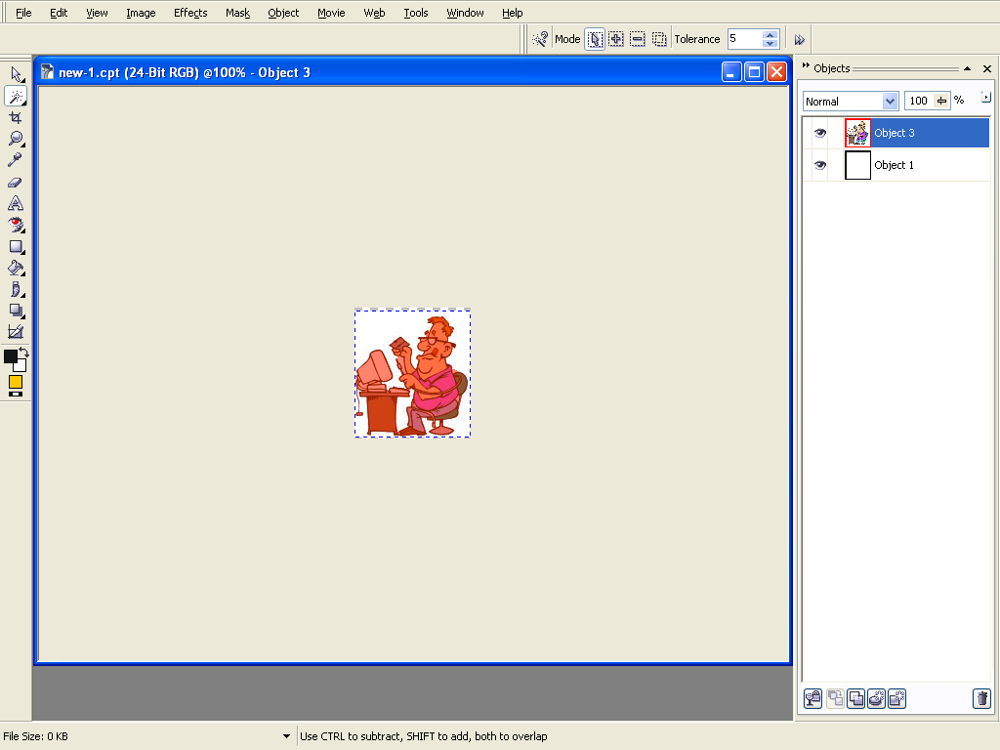 File Edit View Image Effects Mask Object Movie Web Tools Window Help
Mode Tolerance 5
new-1.cpt (24-Bit RGB) @100% - Object 3
Objects
Normal 100 %
Object 3
Object 1
File Size: 0 KB Use CTRL to subtract, SHIFT to add, both to overlap